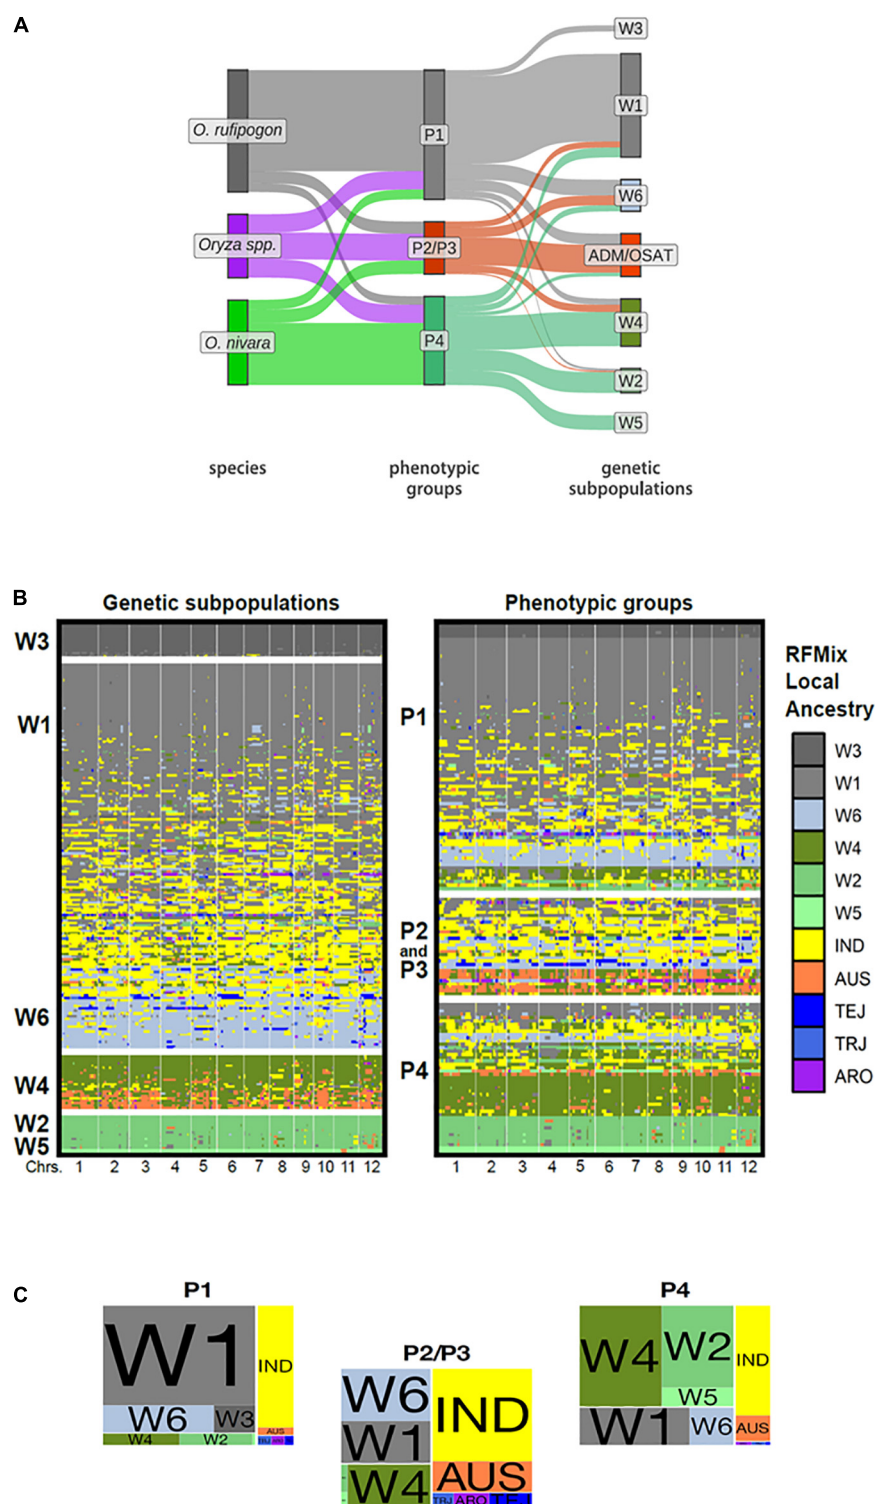 A
W3
W1
O. rufipogon
P1
W6
Oryza spp.
P2/P3
ADM/OSAT
W4
O. nivara
P4
W2
W5
species
phenotypic
groups
genetic
subpopulations
B
Genetic subpopulations
Phenotypic groups
W3
W1
W6
W4
W2
W5
P1
P2
and
P3
P4
Chrs. 1 2 3 4 5 6 7 8 9 10 11 12
1 2 3 4 5 6 7 8 9 10 11 12
RFMix
Local
Ancestry
W3
W1
W6
W4
W2
W5
IND
AUS
TEJ
TRJ
ARO
C
P1
W1
IND
W6
W3
AUS
W4
W2
TRJ
P2/P3
W6
IND
W1
W4
AUS
TRJ
ARO
TEJ
P4
W4
W2
IND
W5
W1
W6
AUS